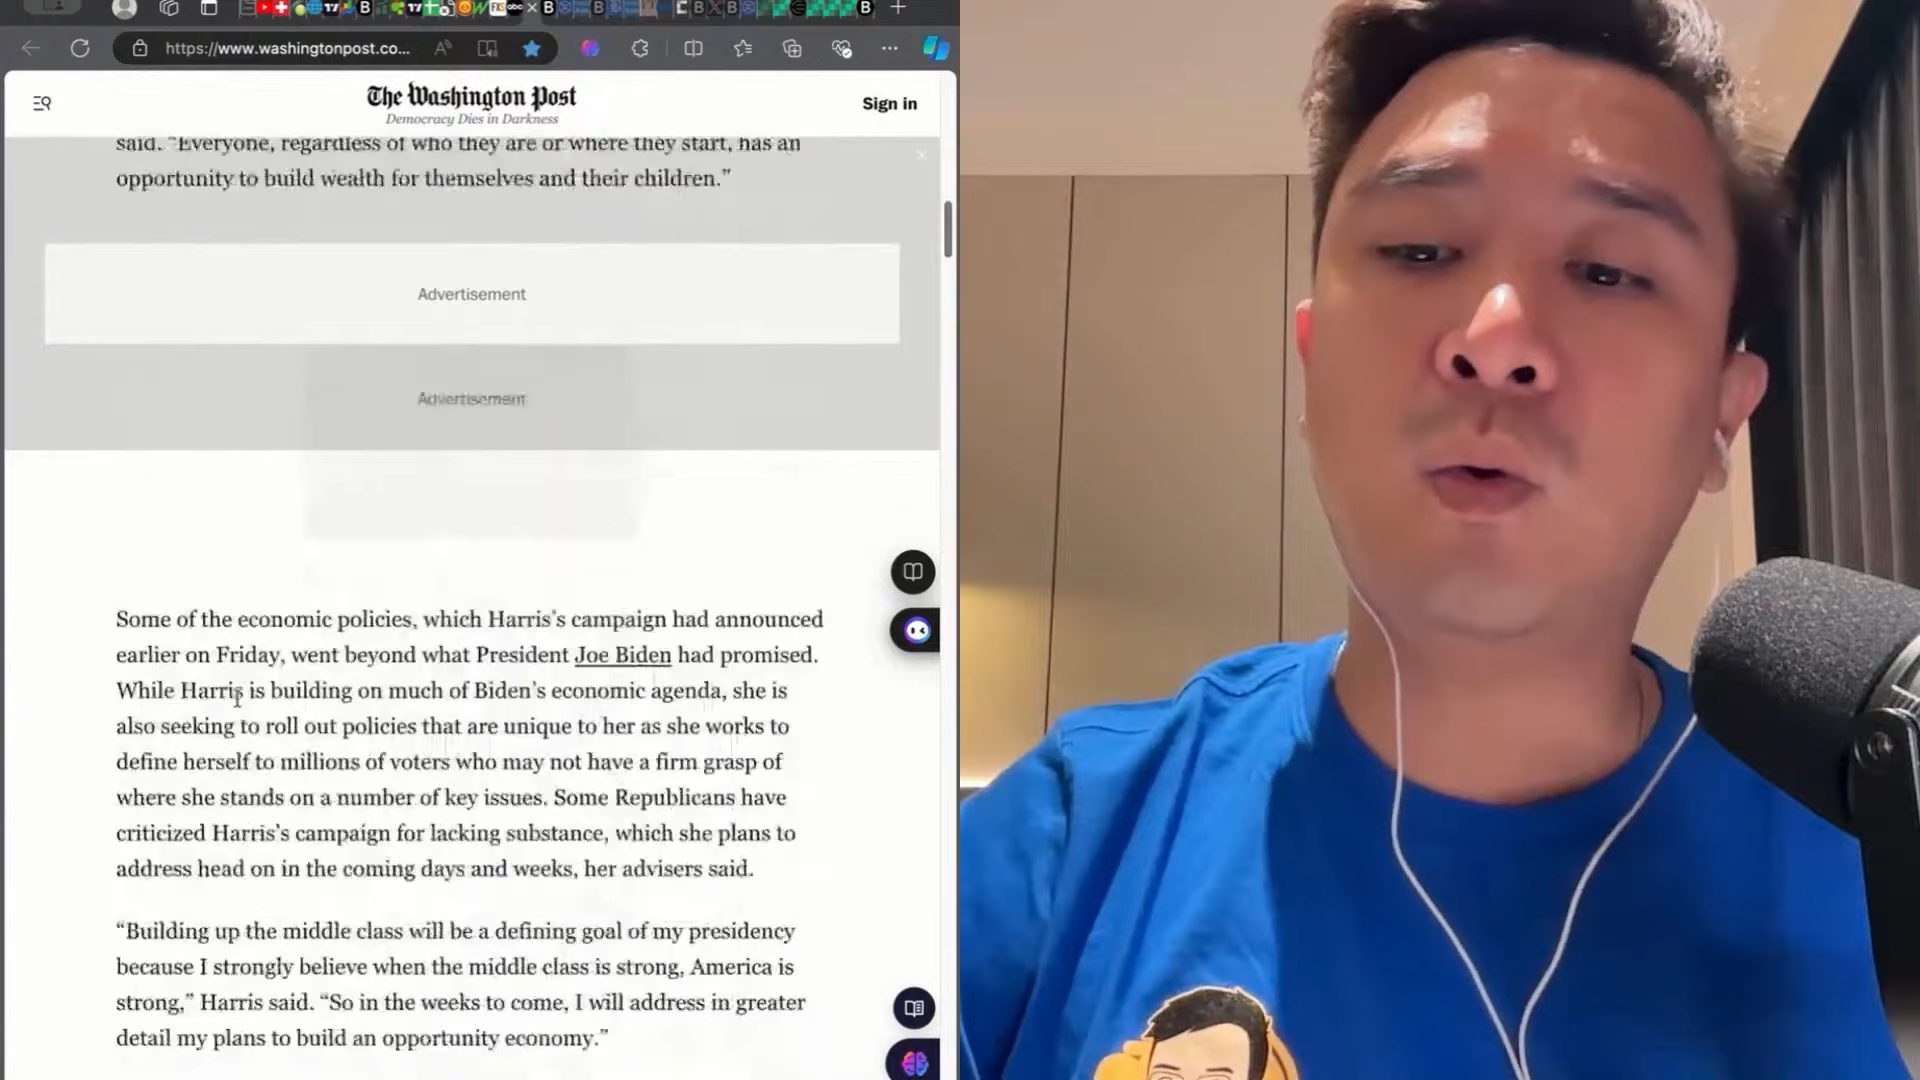 https://www.washingtonpost.co...
The Washington Post
Democracy Dies in Darkness
Sign in
said. “Everyone, regardless of who they are or where they start, has an
opportunity to build wealth for themselves and their children.”
Advertisement
Advertisement
Some of the economic policies, which Harris’s campaign had announced
earlier on Friday, went beyond what President Joe Biden had promised.
While Harris is building on much of Biden’s economic agenda, she is
also seeking to roll out policies that are unique to her as she works to
define herself to millions of voters who may not have a firm grasp of
where she stands on a number of key issues. Some Republicans have
criticized Harris’s campaign for lacking substance, which she plans to
address head on in the coming days and weeks, her advisers said.
“Building up the middle class will be a defining goal of my presidency
because I strongly believe when the middle class is strong, America is
strong,” Harris said. “So in the weeks to come, I will address in greater
detail my plans to build an opportunity economy.”